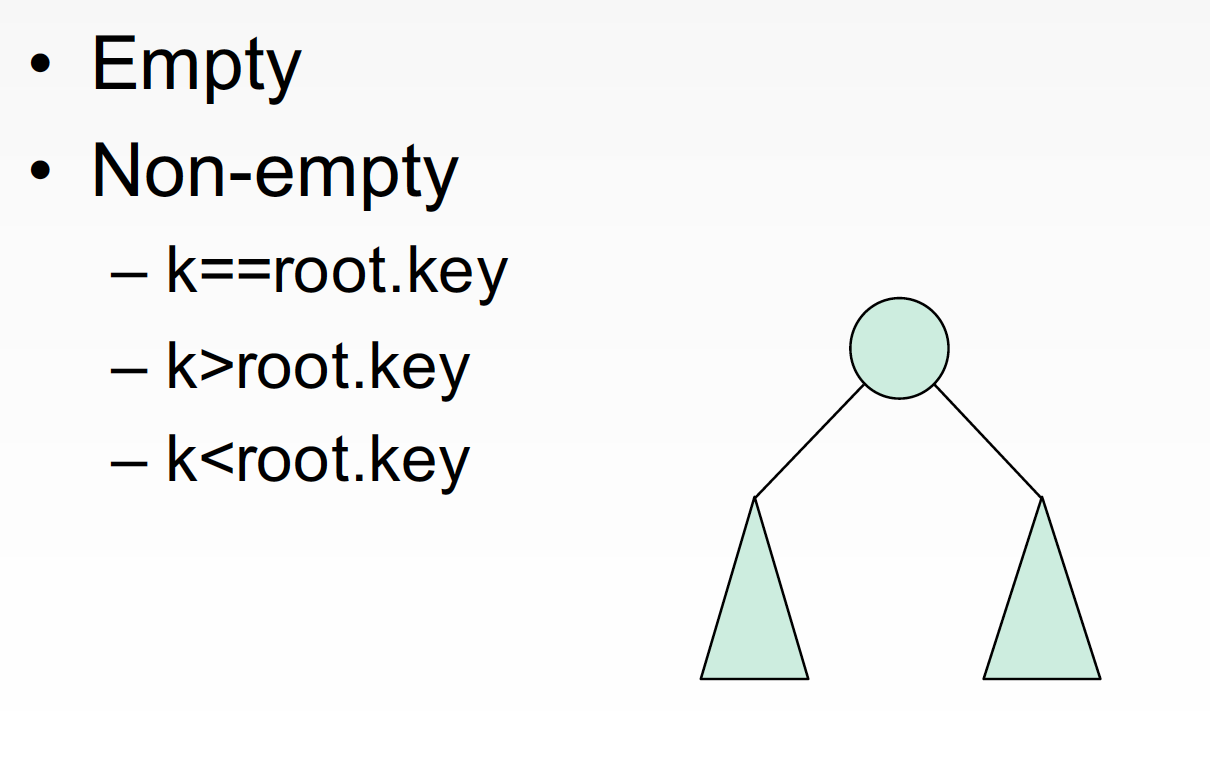 • Empty
• Non-empty
– k==root.key
– k>root.key
– k<root.key